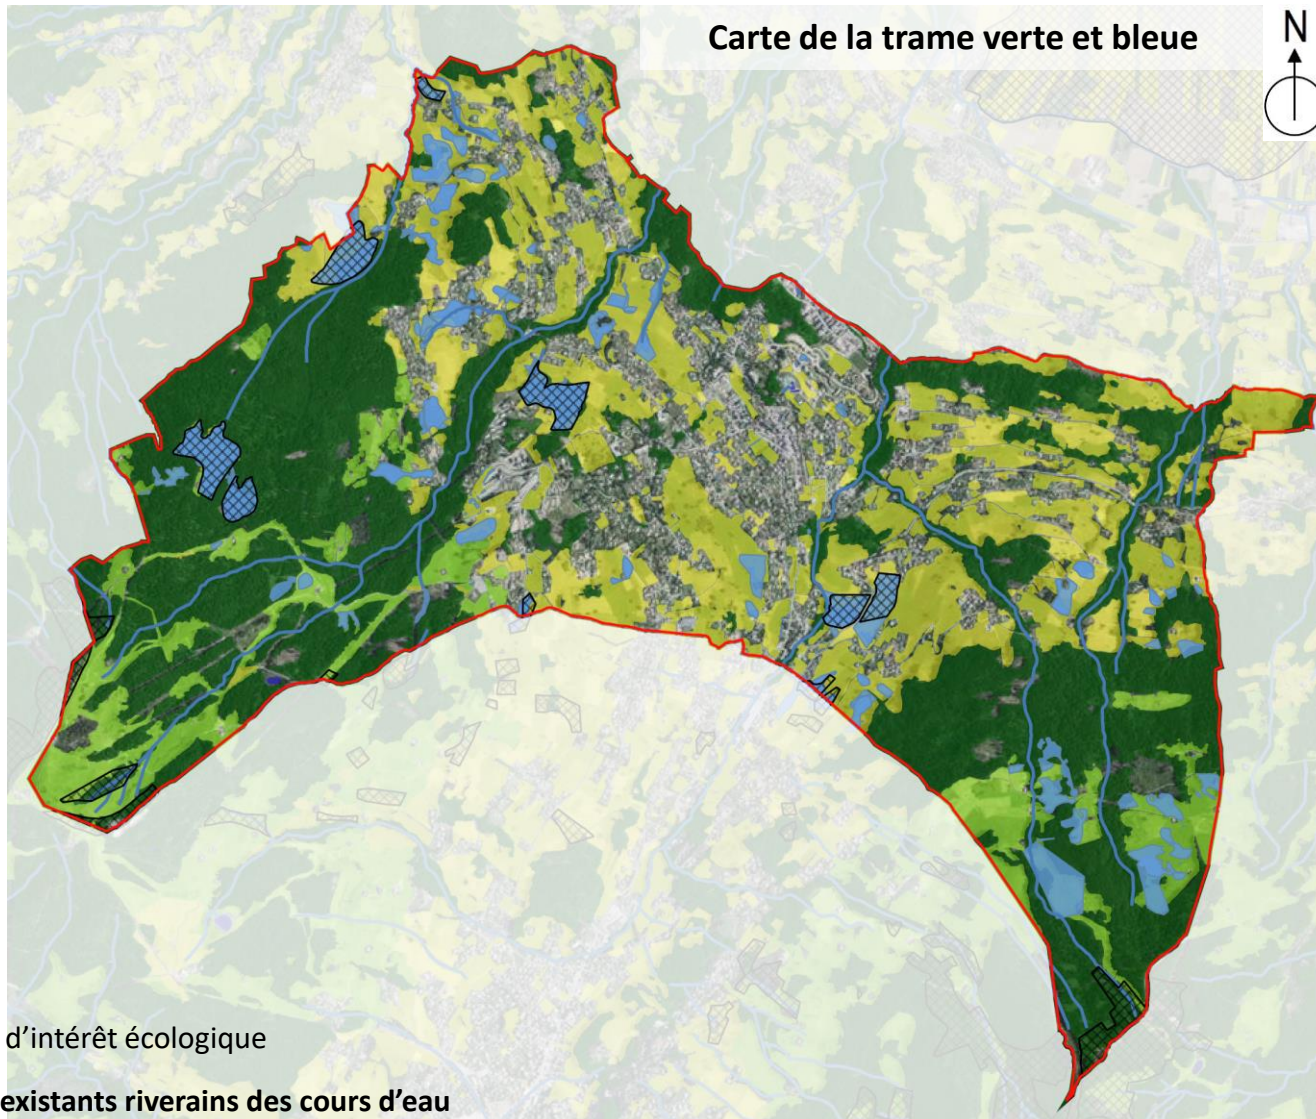 Carte de la trame verte et bleue
N
d’intérêt écologique
existants riverains des cours d’eau